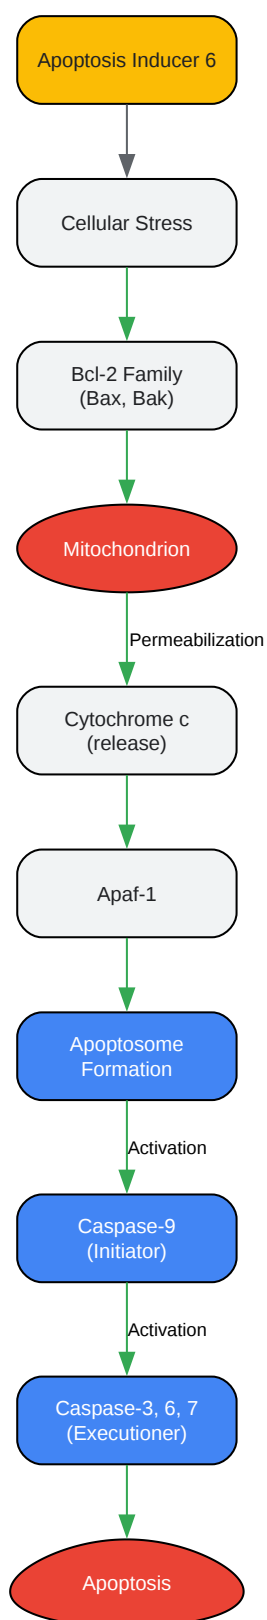 Apoptosis Inducer 6
Cellular Stress
Bcl-2 Family
(Bax, Bak)
Mitochondrion
Permeabilization
Cytochrome c
(release)
Apaf-1
Apoptosome
Formation
Activation
Caspase-9
(Initiator)
Activation
Caspase-3, 6, 7
(Executioner)
Apoptosis